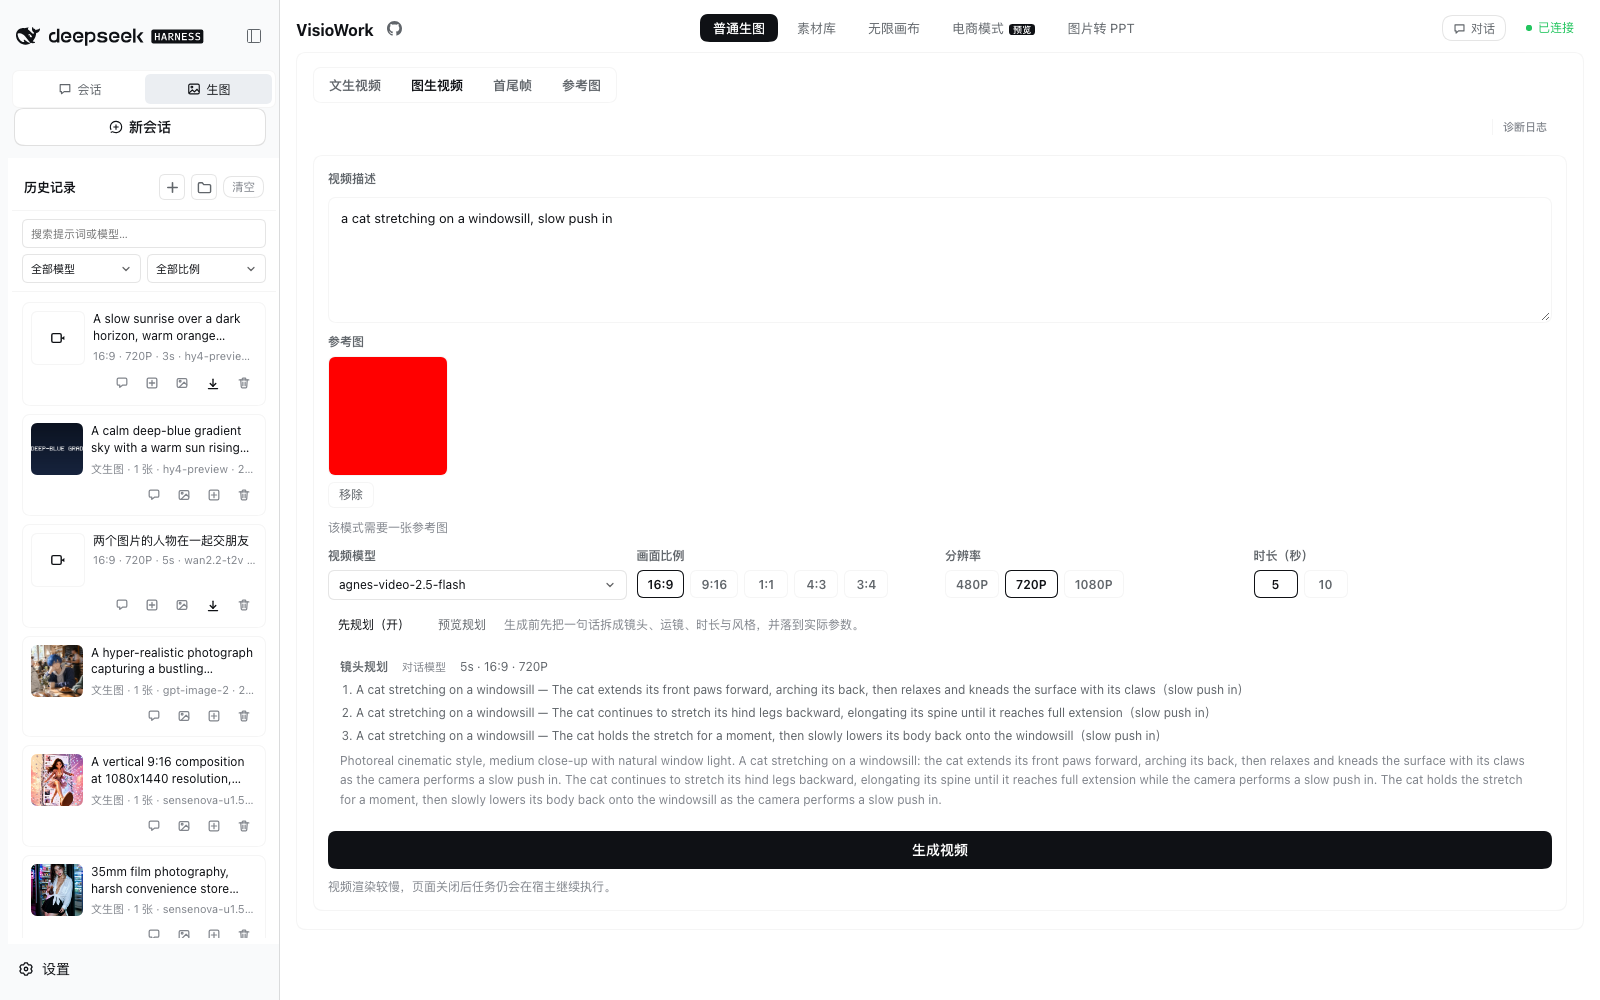 deepseek HARNESS
会话
生图
新会话
历史记录
清空
搜索提示词或模型...
全部模型
全部比例
A slow sunrise over a dark
horizon, warm orange...
16:9 · 720P · 3s · hy4-previe...
DEEP-BLUE GRAD
A calm deep-blue gradient
sky with a warm sun rising...
文生图 · 1 张 · hy4-preview · 2...
两个图片的人物在一起交朋友
16:9 · 720P · 5s · wan2.2-t2v ...
A hyper-realistic photograph
capturing a bustling...
文生图 · 1 张 · gpt-image-2 · 2...
A vertical 9:16 composition
at 1080x1440 resolution,...
文生图 · 1 张 · sensenova-u1.5...
35mm film photography,
harsh convenience store...
文生图 · 1 张 · sensenova-u1.5...
设置
VisioWork
普通生图
素材库
无限画布
电商模式 预览
图片转 PPT
对话
已连接
文生视频
图生视频
首尾帧
参考图
诊断日志
视频描述
a cat stretching on a windowsill, slow push in
参考图
移除
该模式需要一张参考图
视频模型
agnes-video-2.5-flash
画面比例
16:9
9:16
1:1
4:3
3:4
分辨率
480P
720P
1080P
时长（秒）
5
10
先规划（开）
预览规划
生成前先把一句话拆成镜头、运镜、时长与风格，并落到实际参数。
镜头规划 对话模型 5s · 16:9 · 720P
1. A cat stretching on a windowsill — The cat extends its front paws forward, arching its back, then relaxes and kneads the surface with its claws（slow push in）
2. A cat stretching on a windowsill — The cat continues to stretch its hind legs backward, elongating its spine until it reaches full extension（slow push in）
3. A cat stretching on a windowsill — The cat holds the stretch for a moment, then slowly lowers its body back onto the windowsill（slow push in）
Photoreal cinematic style, medium close-up with natural window light. A cat stretching on a windowsill: the cat extends its front paws forward, arching its back, then relaxes and kneads the surface with its claws
as the camera performs a slow push in. The cat continues to stretch its hind legs backward, elongating its spine until it reaches full extension while the camera performs a slow push in. The cat holds the stretch
for a moment, then slowly lowers its body back onto the windowsill as the camera performs a slow push in.
生成视频
视频渲染较慢，页面关闭后任务仍会在宿主继续执行。